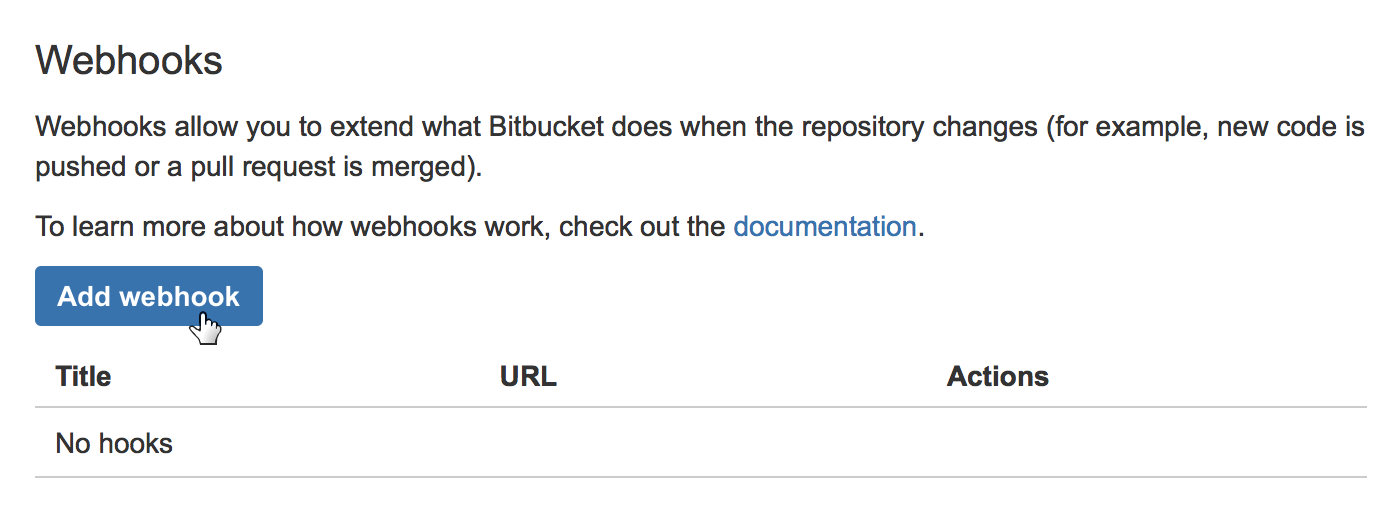 Webhooks
Webhooks allow you to extend what Bitbucket does when the repository changes (for example, new code is
pushed or a pull request is merged).
To learn more about how webhooks work, check out the documentation.
Add webhook
Title URL Actions
No hooks